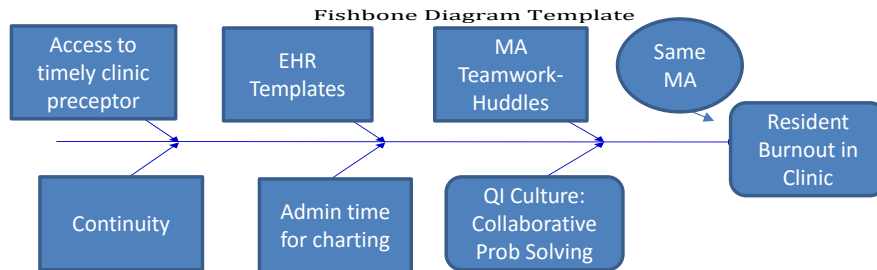 Fishbone Diagram Template
Access to
timely clinic
preceptor
EHR
Templates
MA
Teamwork-
Huddles
Same
MA
Resident
Burnout in
Clinic
Continuity
Admin time
for charting
QI Culture:
Collaborative
Prob Solving